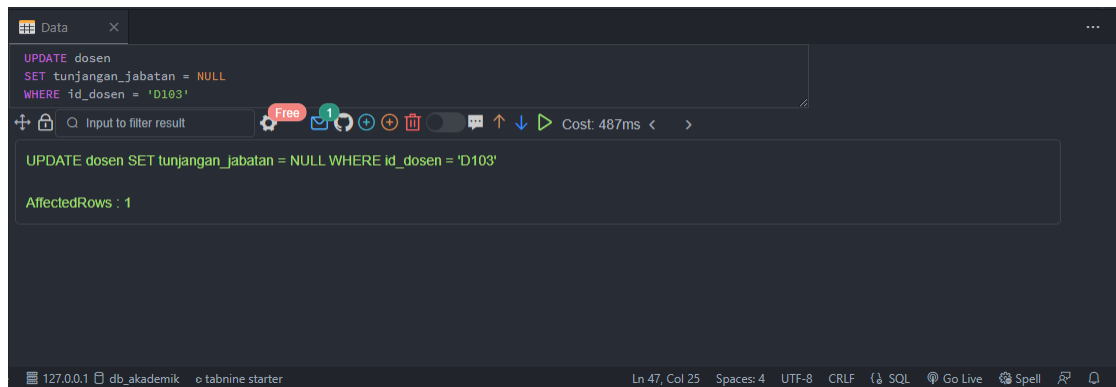 Data
UPDATE dosen
SET tunjangan_jabatan = NULL
WHERE id_dosen = 'D103'
Input to filter result
Free
1
Cost: 487ms
UPDATE dosen SET tunjangan_jabatan = NULL WHERE id_dosen = 'D103'
AffectedRows : 1
127.0.0.1 db_akademik tabnine starter Ln 47, Col 25 Spaces: 4 UTF-8 CRLF SQL Go Live Spell